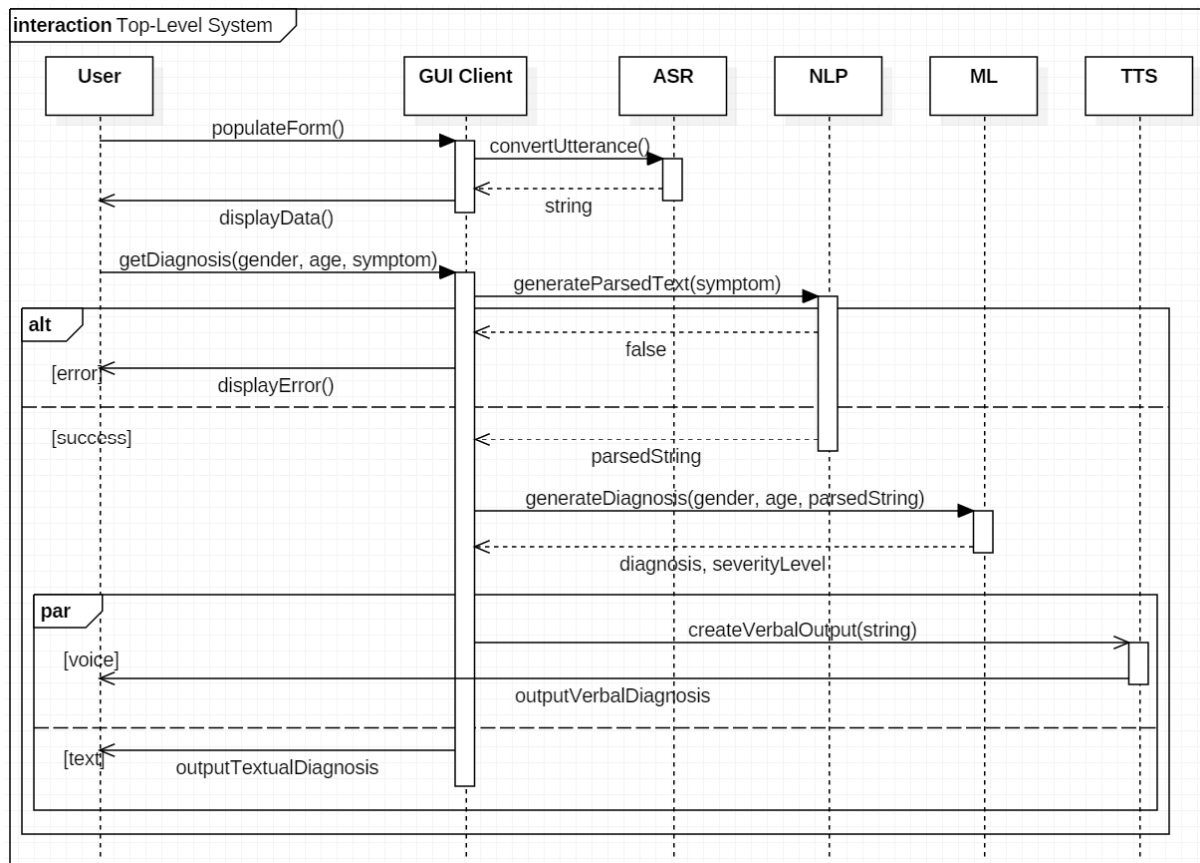 interaction Top-Level System
User
GUI Client
ASR
NLP
ML
TTS
populateForm()
convertUtterance()
string
displayData()
getDiagnosis(gender, age, symptom)
generateParsedText(symptom)
alt
false
[error]
displayError()
[success]
parsedString
generateDiagnosis(gender, age, parsedString)
diagnosis, severityLevel
par
createVerbalOutput(string)
[voice]
outputVerbalDiagnosis
[text]
outputTextualDiagnosis